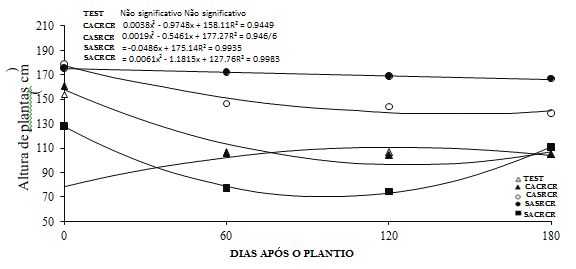 TEST Não significativo Não significativo
CACRCR 0.0038x² - 0.9748x + 158.11R² = 0.9449
CASRCR 0.0019x² - 0.5461x + 177.27R² = 0.946/6
SASRCR =-0.0486x + 175.14R² = 0.9935
SACRCR = 0.0061x² - 1.1815x + 127.76R² = 0.9983
210
190
170
150
130
110
90
70
50
Altura de plantas cm
( )
0 60 120 180
DIAS APÓS O PLANTIO
TEST
CACRCR
CASRCR
SASRCR
SACRCR